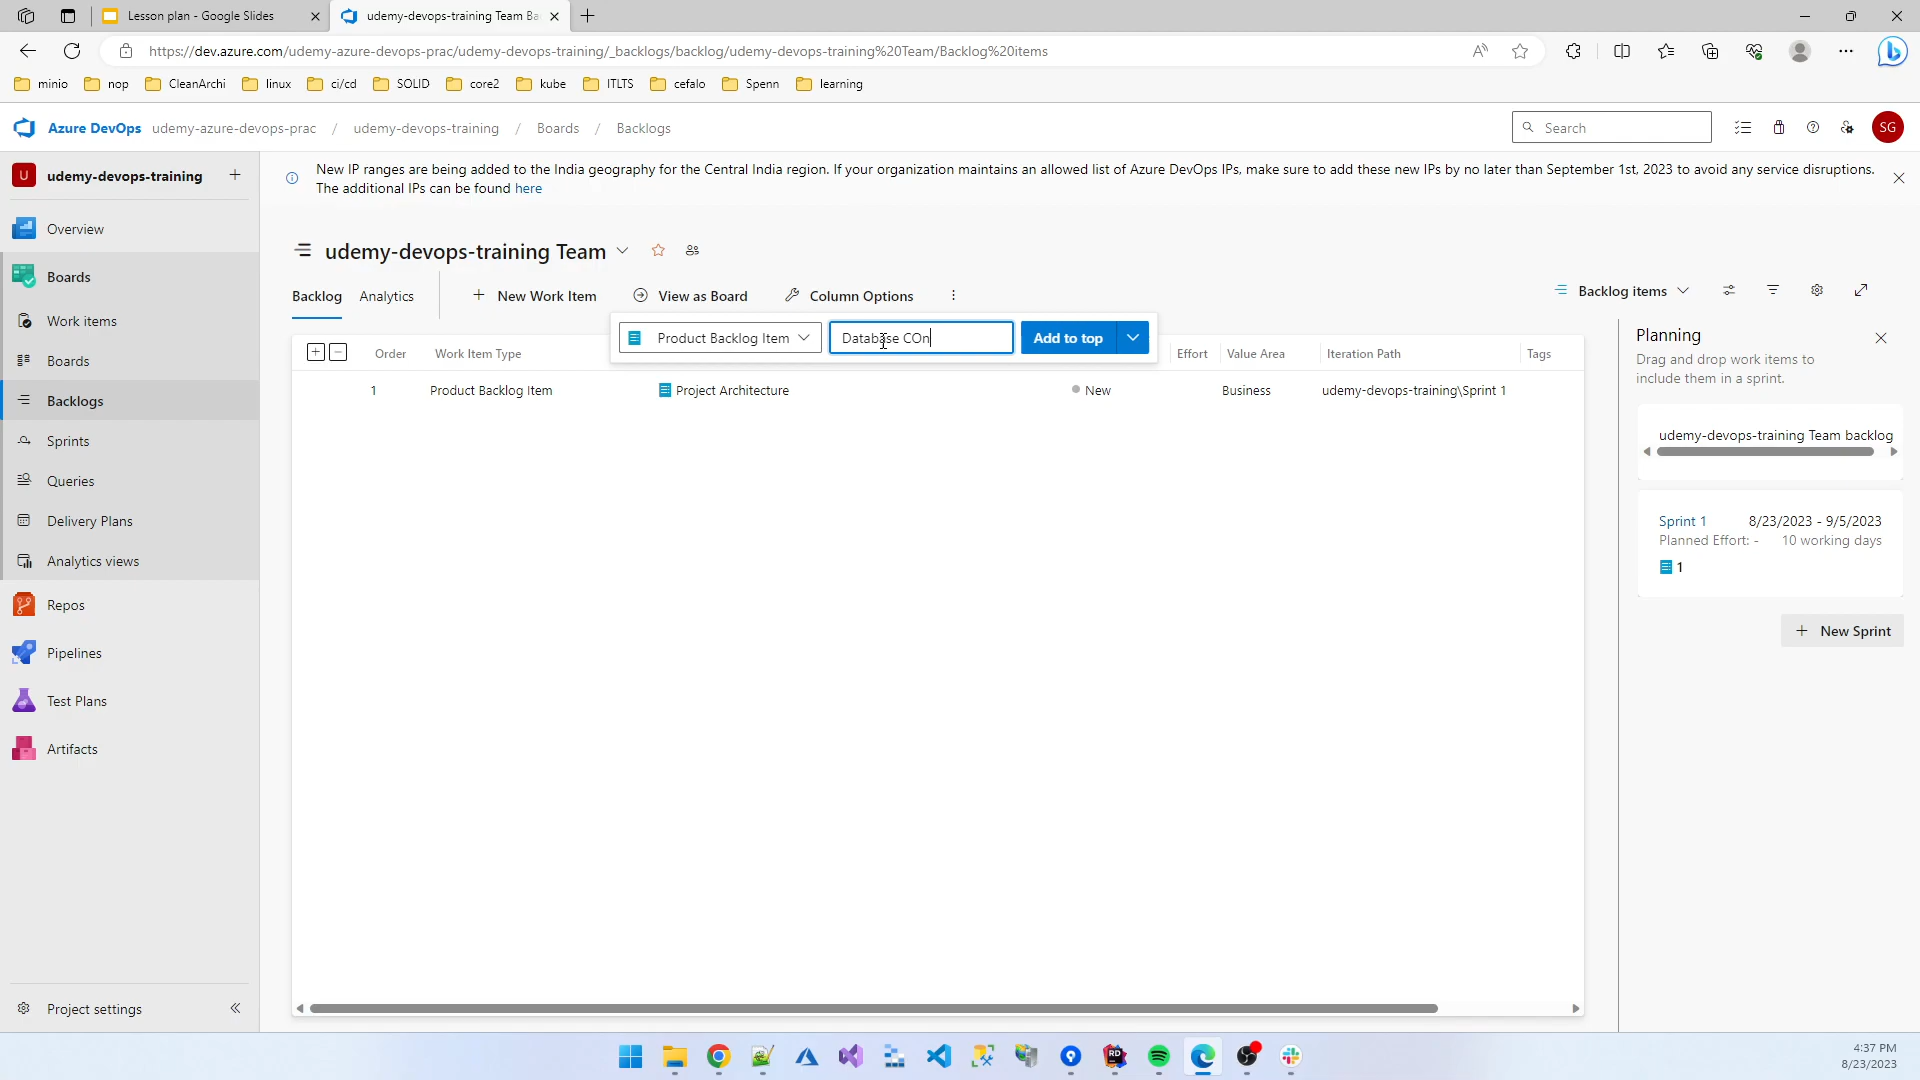 Lesson plan - Google Slides
udemy-devops-training Team Ba
https://dev.azure.com/udemy-azure-devops-prac/udemy-devops-training/_backlogs/backlog/udemy-devops-training%20Team/Backlog%20items
minio
nop
CleanArchi
linux
ci/cd
SOLID
core2
kube
ITLTS
cefalo
Spenn
learning
Azure DevOps
udemy-azure-devops-prac / udemy-devops-training / Boards / Backlogs
Search
SG
U
udemy-devops-training
New IP ranges are being added to the India geography for the Central India region. If your organization maintains an allowed list of Azure DevOps IPs, make sure to add these new IPs by no later than September 1st, 2023 to avoid any service disruptions.
The additional IPs can be found here
Overview
Boards
Work items
Boards
Backlogs
Sprints
Queries
Delivery Plans
Analytics views
Repos
Pipelines
Test Plans
Artifacts
Project settings
udemy-devops-training Team
Backlog
Analytics
New Work Item
View as Board
Column Options
Backlog items
Product Backlog Item
Database COn
Add to top
Order
Work Item Type
Effort
Value Area
Iteration Path
Tags
1
Product Backlog Item
Project Architecture
New
Business
udemy-devops-training\Sprint 1
Planning
Drag and drop work items to
include them in a sprint.
udemy-devops-training Team backlog
Sprint 1
8/23/2023 - 9/5/2023
Planned Effort: -
10 working days
1
New Sprint
RD
4:37 PM
8/23/2023